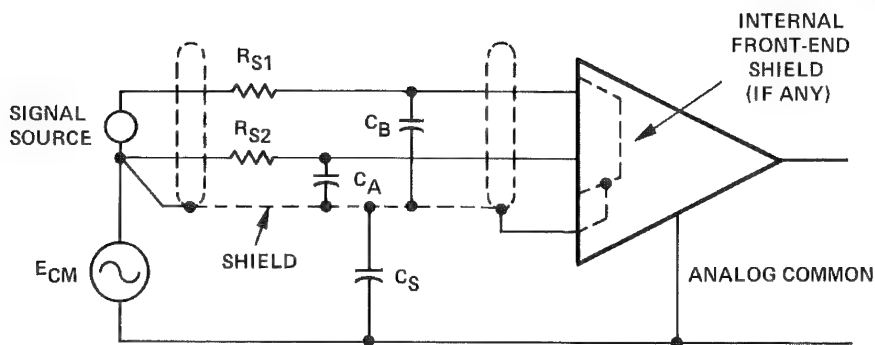 INTERNAL
FRONT-END
SHIELD
(IF ANY)
RS1
SIGNAL
SOURCE
CB
RS2
CA
SHIELD
ECM
CS
ANALOG COMMON